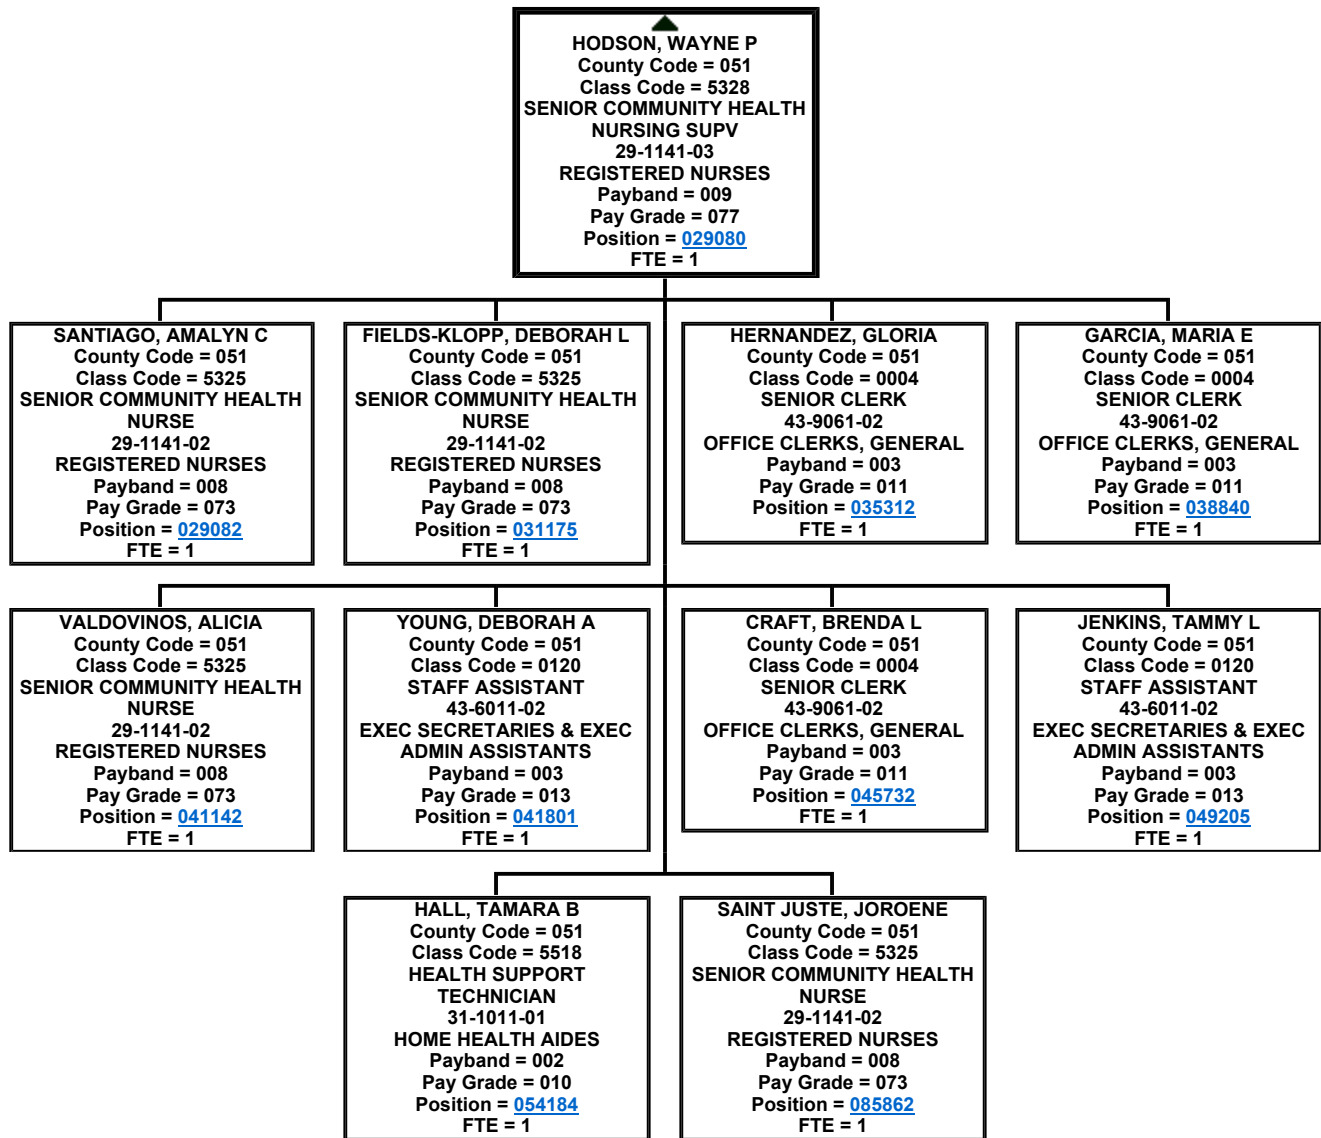 HODSON, WAYNE P
County Code = 051
Class Code = 5328
SENIOR COMMUNITY HEALTH
NURSING SUPV
29-1141-03
REGISTERED NURSES
Payband = 009
Pay Grade = 077
Position = 029080
FTE = 1
SANTIAGO, AMALYN C
County Code = 051
Class Code = 5325
SENIOR COMMUNITY HEALTH
NURSE
29-1141-02
REGISTERED NURSES
Payband = 008
Pay Grade = 073
Position = 029082
FTE = 1
FIELDS-KLOPP, DEBORAH L
County Code = 051
Class Code = 5325
SENIOR COMMUNITY HEALTH
NURSE
29-1141-02
REGISTERED NURSES
Payband = 008
Pay Grade = 073
Position = 031175
FTE = 1
HERNANDEZ, GLORIA
County Code = 051
Class Code = 0004
SENIOR CLERK
43-9061-02
OFFICE CLERKS, GENERAL
Payband = 003
Pay Grade = 011
Position = 035312
FTE = 1
GARCIA, MARIA E
County Code = 051
Class Code = 0004
SENIOR CLERK
43-9061-02
OFFICE CLERKS, GENERAL
Payband = 003
Pay Grade = 011
Position = 038840
FTE = 1
VALDOVINOS, ALICIA
County Code = 051
Class Code = 5325
SENIOR COMMUNITY HEALTH
NURSE
29-1141-02
REGISTERED NURSES
Payband = 008
Pay Grade = 073
Position = 041142
FTE = 1
YOUNG, DEBORAH A
County Code = 051
Class Code = 0120
STAFF ASSISTANT
43-6011-02
EXEC SECRETARIES & EXEC
ADMIN ASSISTANTS
Payband = 003
Pay Grade = 013
Position = 041801
FTE = 1
CRAFT, BRENDA L
County Code = 051
Class Code = 0004
SENIOR CLERK
43-9061-02
OFFICE CLERKS, GENERAL
Payband = 003
Pay Grade = 011
Position = 045732
FTE = 1
JENKINS, TAMMY L
County Code = 051
Class Code = 0120
STAFF ASSISTANT
43-6011-02
EXEC SECRETARIES & EXEC
ADMIN ASSISTANTS
Payband = 003
Pay Grade = 013
Position = 049205
FTE = 1
HALL, TAMARA B
County Code = 051
Class Code = 5518
HEALTH SUPPORT
TECHNICIAN
31-1011-01
HOME HEALTH AIDES
Payband = 002
Pay Grade = 010
Position = 054184
FTE = 1
SAINT JUSTE, JOROENE
County Code = 051
Class Code = 5325
SENIOR COMMUNITY HEALTH
NURSE
29-1141-02
REGISTERED NURSES
Payband = 008
Pay Grade = 073
Position = 085862
FTE = 1